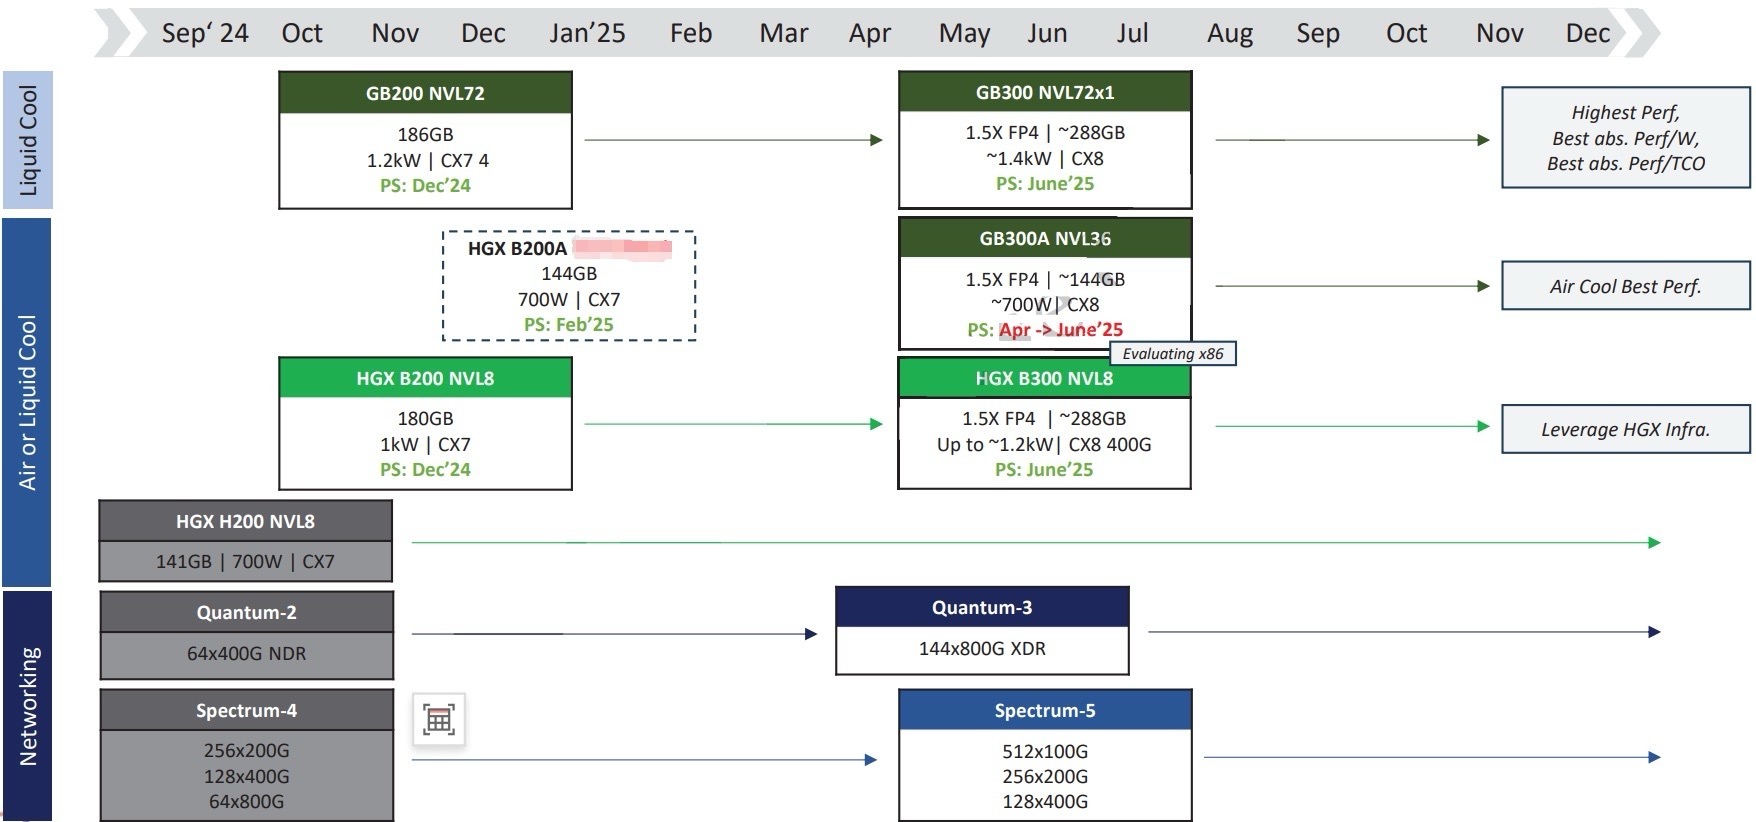 Sep‘ 24 Oct Nov Dec Jan’25 Feb Mar Apr May Jun Jul Aug Sep Oct Nov Dec
Liquid Cool
GB200 NVL72
186GB
1.2kW | CX7 4
PS: Dec’24
GB300 NVL72x1
1.5X FP4 | ~288GB
~1.4kW | CX8
PS: June’25
Highest Perf,
Best abs. Perf/W,
Best abs. Perf/TCO
Air or Liquid Cool
HGX B200A
144GB
700W | CX7
PS: Feb’25
GB300A NVL36
1.5X FP4 | ~144GB
~700W| CX8
PS: Apr -> June’25
Air Cool Best Perf.
Evaluating x86
HGX B200 NVL8
180GB
1kW | CX7
PS: Dec’24
HGX B300 NVL8
1.5X FP4 | ~288GB
Up to ~1.2kW| CX8 400G
PS: June’25
Leverage HGX Infra.
HGX H200 NVL8
141GB | 700W | CX7
Networking
Quantum-2
64x400G NDR
Quantum-3
144x800G XDR
Spectrum-4
256x200G
128x400G
64x800G
Spectrum-5
512x100G
256x200G
128x400G